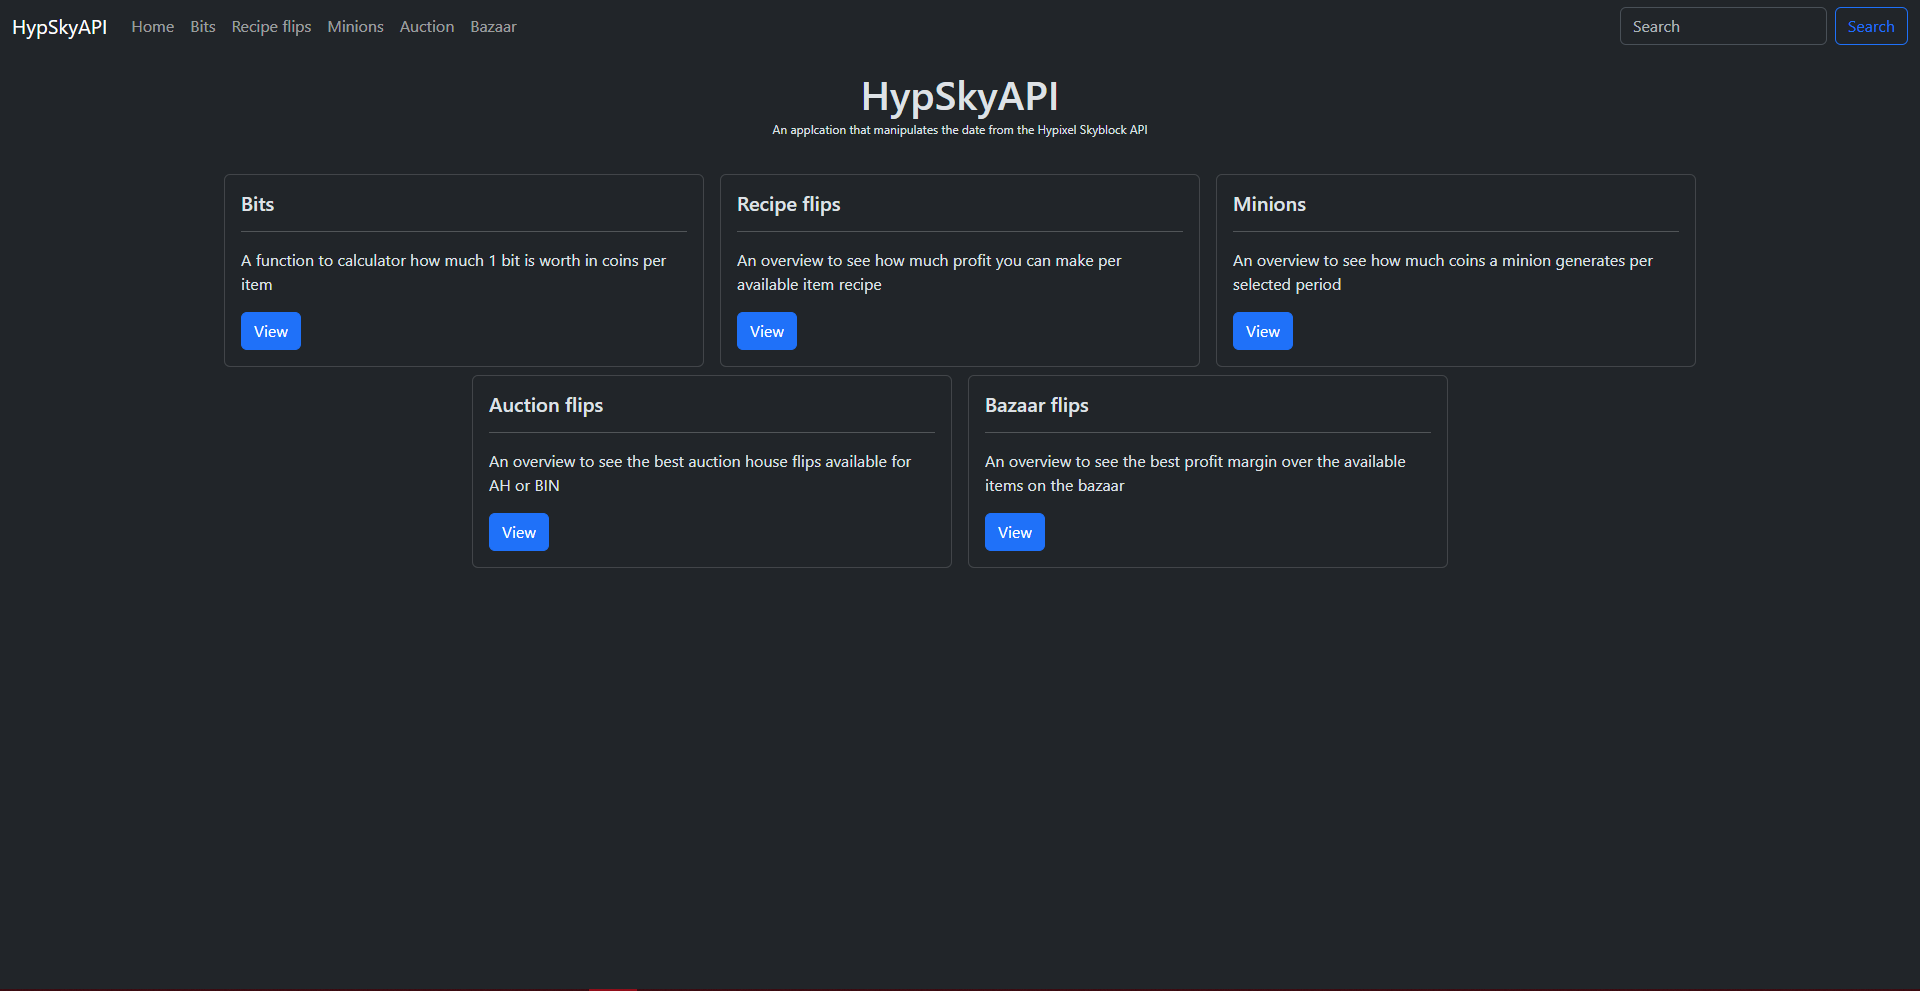 HypSkyAPI Home Bits Recipe flips Minions Auction Bazaar Search Search
HypSkyAPI
An applcation that manipulates the date from the Hypixel Skyblock API
Bits
A function to calculator how much 1 bit is worth in coins per
item
View
Recipe flips
An overview to see how much profit you can make per
available item recipe
View
Minions
An overview to see how much coins a minion generates per
selected period
View
Auction flips
An overview to see the best auction house flips available for
AH or BIN
View
Bazaar flips
An overview to see the best profit margin over the available
items on the bazaar
View